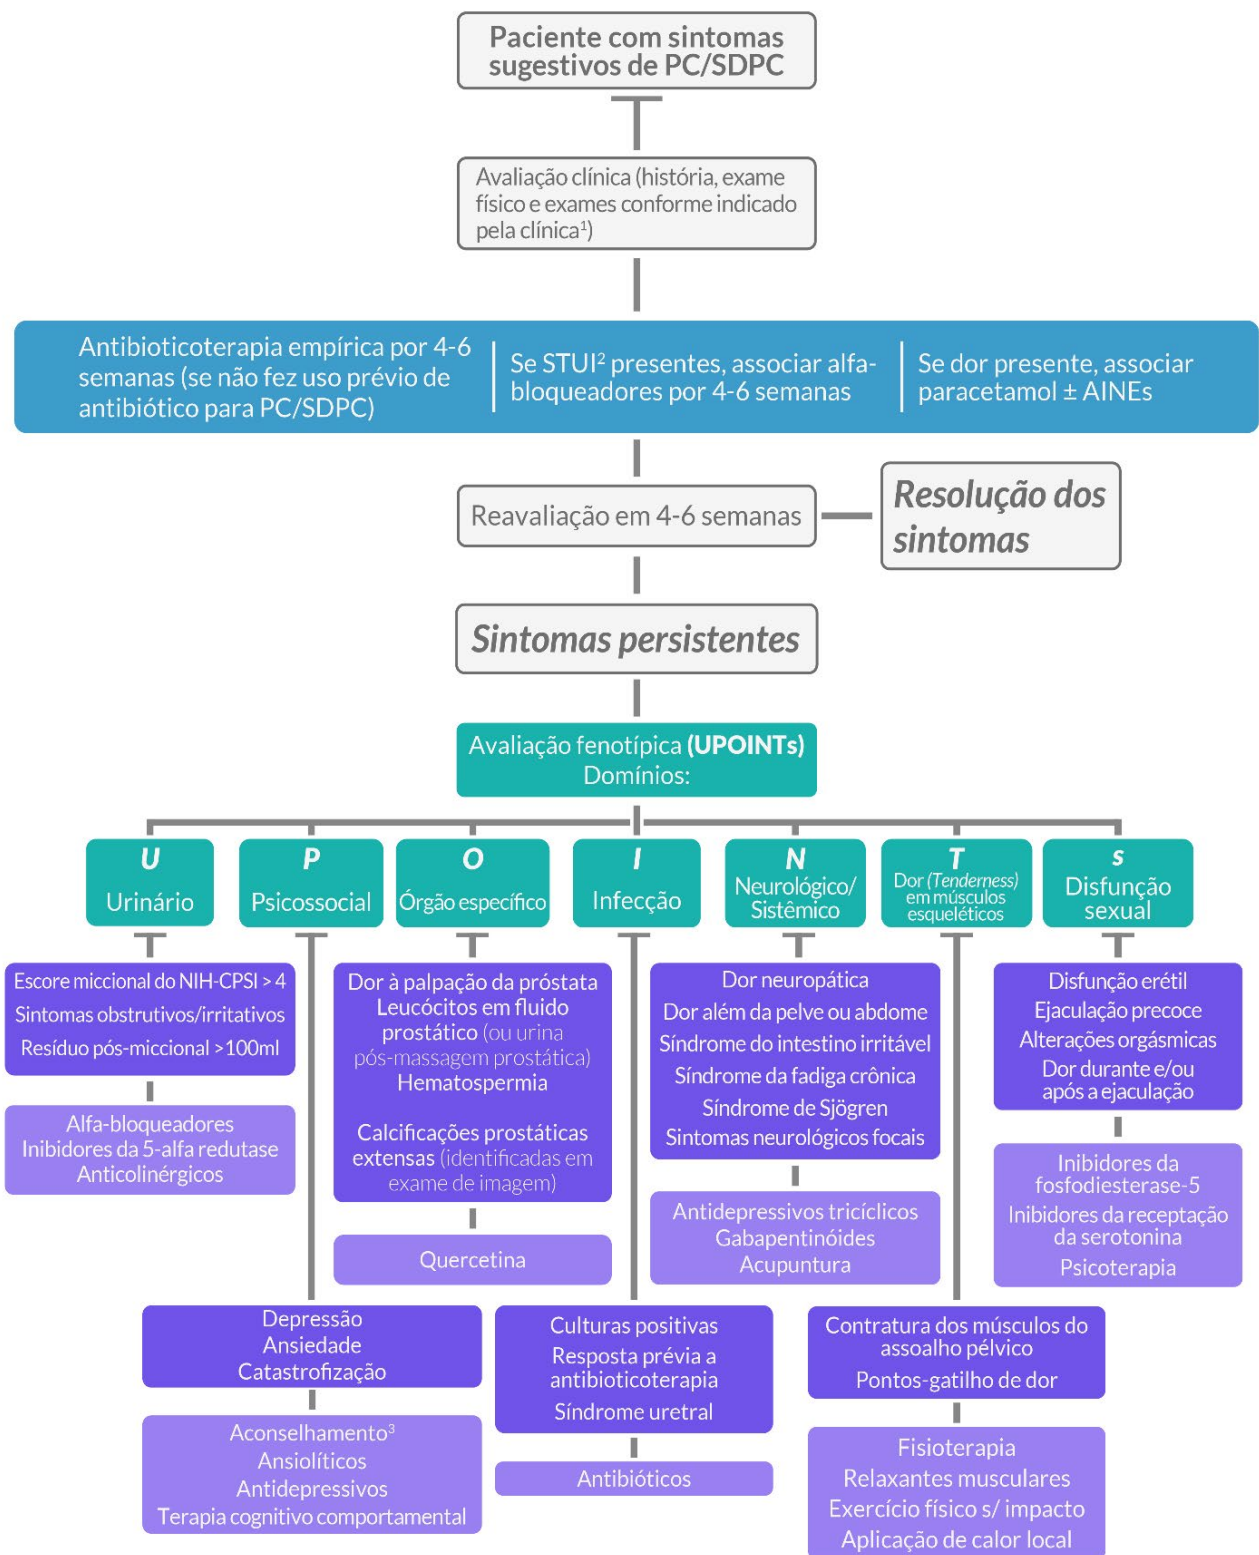 Paciente com sintomas
sugestivos de PC/SDPC
Avaliação clínica (história, exame
físico e exames conforme indicado
pela clínica¹)
Antibioticoterapia empírica por 4-6
semanas (se não fez uso prévio de
antibiótico para PC/SDPC)
Se STUI² presentes, associar alfa-
bloqueadores por 4-6 semanas
Se dor presente, associar
paracetamol ± AINEs
Reavaliação em 4-6 semanas
Resolução dos
sintomas
Sintomas persistentes
Avaliação fenotípica (UPOINTs)
Domínios:
U
Urinário
P
Psicossocial
O
Órgão específico
I
Infecção
N
Neurológico/
Sistêmico
T
Dor (Tenderness)
em músculos
esqueléticos
s
Disfunção
sexual
Escore miccional do NIH-CPSI > 4
Sintomas obstrutivos/irritativos
Resíduo pós-miccional >100ml
Alfa-bloqueadores
Inibidores da 5-alfa redutase
Anticolinérgicos
Dor à palpação da próstata
Leucócitos em fluido
prostático (ou urina
pós-massagem prostática)
Hematospermia
Calcificações prostáticas
extensas (identificadas em
exame de imagem)
Quercetina
Dor neuropática
Dor além da pelve ou abdome
Síndrome do intestino irritável
Síndrome da fadiga crônica
Síndrome de Sjögren
Sintomas neurológicos focais
Antidepressivos tricíclicos
Gabapentinóides
Acupuntura
Disfunção erétil
Ejaculação precoce
Alterações orgásmicas
Dor durante e/ou
após a ejaculação
Inibidores da
fosfodiesterase-5
Inibidores da receptação
da serotonina
Psicoterapia
Depressão
Ansiedade
Catastrofização
Aconselhamento³
Ansiolíticos
Antidepressivos
Terapia cognitivo comportamental
Culturas positivas
Resposta prévia a
antibioticoterapia
Síndrome uretral
Antibióticos
Contratura dos músculos do
assoalho pélvico
Pontos-gatilho de dor
Fisioterapia
Relaxantes musculares
Exercício físico s/ impacto
Aplicação de calor local